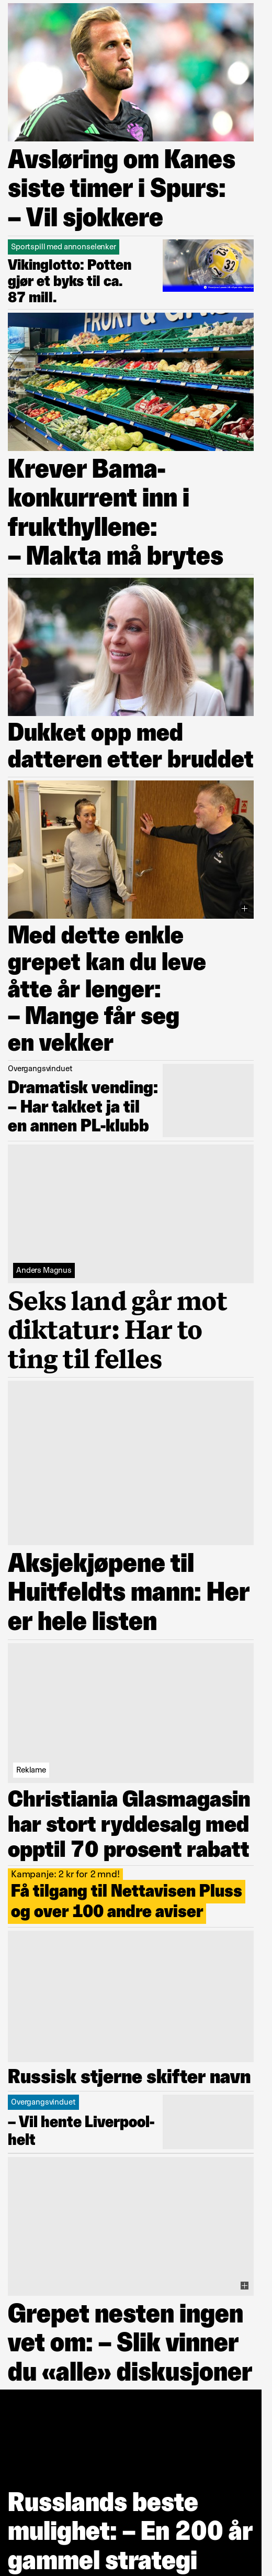 Avsløring om Kanes
siste timer i Spurs:
– Vil sjokkere
Sportspill med annonselenker
Vikinglotto: Potten
gjør et byks til ca.
87 mill.
32
FRUKT & GR
Krever Bama-
konkurrent inn i
frukthyllene:
– Makta må brytes
Dukket opp med
datteren etter bruddet
Med dette enkle
grepet kan du leve
åtte år lenger:
– Mange får seg
en vekker
Overgangsvinduet
Dramatisk vending:
– Har takket ja til
en annen PL-klubb
Anders Magnus
Seks land går mot
diktatur: Har to
ting til felles
Aksjekjøpene til
Huitfeldts mann: Her
er hele listen
Reklame
Christiania Glasmagasin
har stort ryddesalg med
opptil 70 prosent rabatt
Kampanje: 2 kr for 2 mnd!
Få tilgang til Nettavisen Pluss
og over 100 andre aviser
Russisk stjerne skifter navn
Overgangsvinduet
– Vil hente Liverpool-
helt
Grepet nesten ingen
vet om: – Slik vinner
du «alle» diskusjoner
Russlands beste
mulighet: – En 200 år
gammel strategi